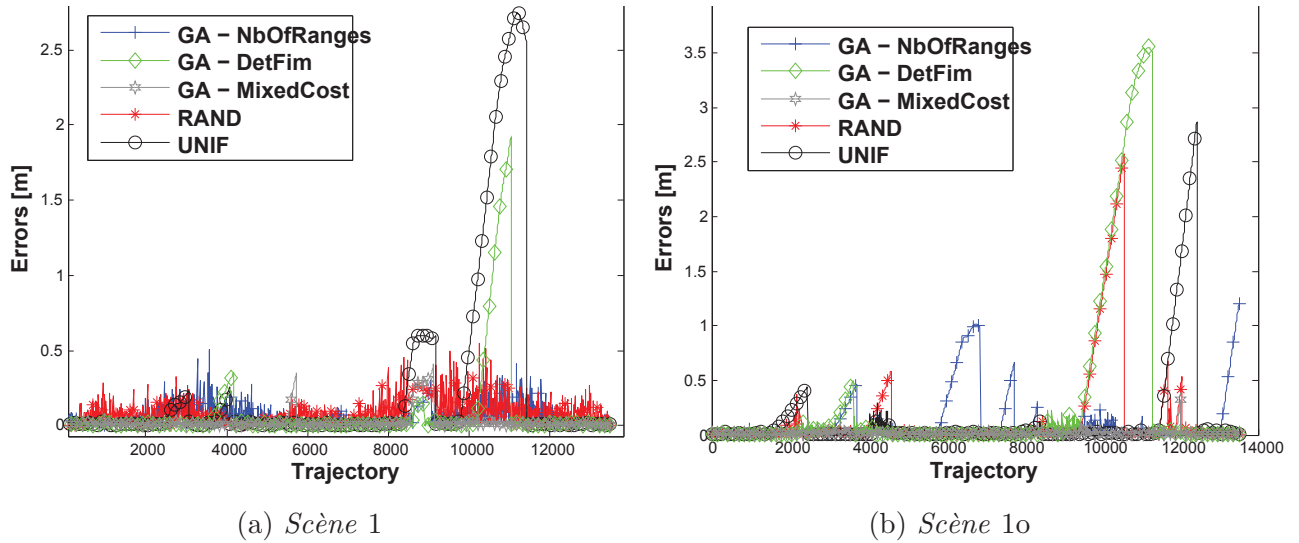 GA – NbOfRanges
GA – DetFim
GA – MixedCost
RAND
UNIF
Errors [m]
2.5
2
1.5
1
0.5
0
2000
4000
6000
8000
10000
12000
Trajectory
(a) Scène 1
GA – NbOfRanges
GA – DetFim
GA – MixedCost
RAND
UNIF
Errors [m]
3.5
3
2.5
2
1.5
1
0.5
0
0
2000
4000
6000
8000
10000
12000
14000
Trajectory
(b) Scène 1o